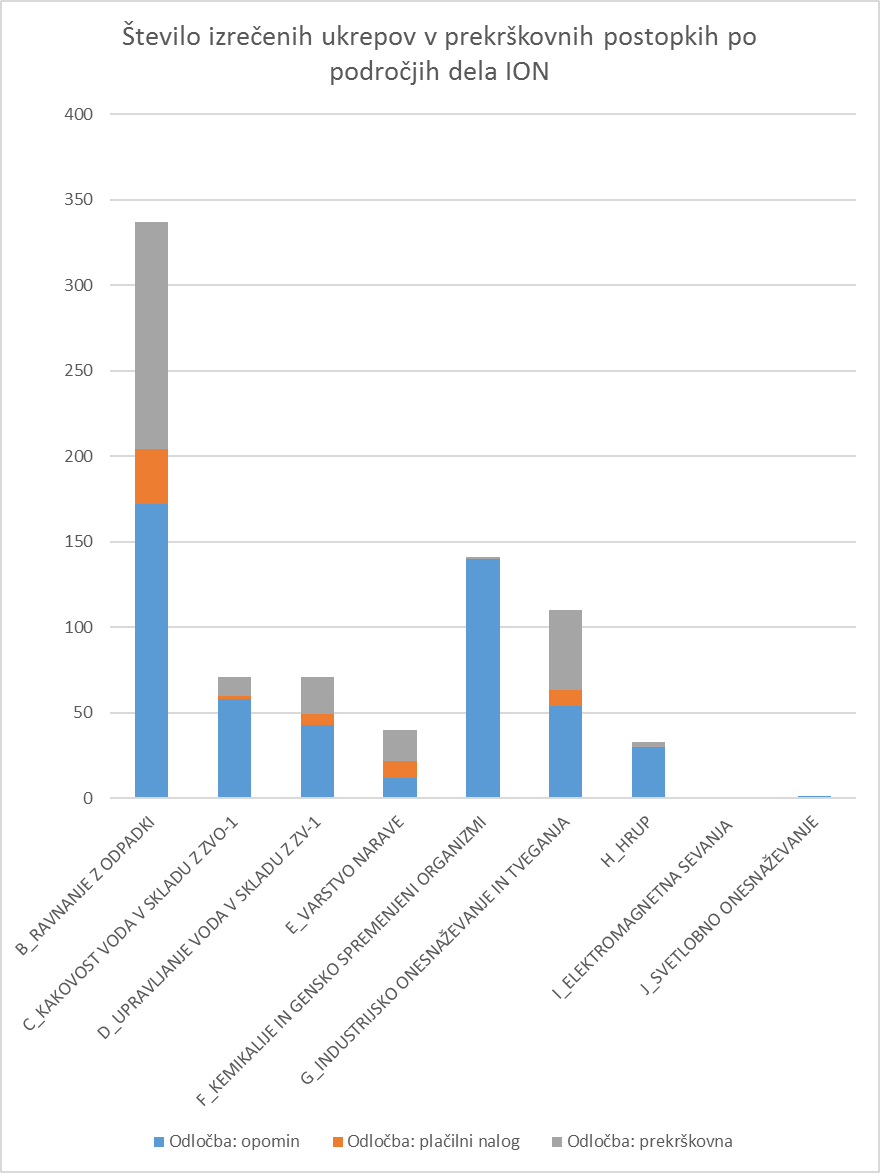 Število izrečenih ukrepov v prekrškovnih postopkih po
področjih dela ION
400
350
300
250
200
150
100
50
0
B_RAVNANJE Z ODPADKI
C_KAKOVOST VODA V SKLADU Z ZVO-1
D_UPRAVLJANJE VODA V SKLADU Z ZV-1
E_VARSTVO NARAVE
F_KEMIKALIJE IN GENSKO SPREMENJENI ORGANIZMI
G_INDUSTRIJSKO ONESNAŽEVANJE IN TVEGANJA
H_HRUP
I_ELEKTROMAGNETNA SEVANJA
J_SVETLOBNO ONESNAŽEVANJE
Odločba: opomin
Odločba: plačilni nalog
Odločba: prekrškovna